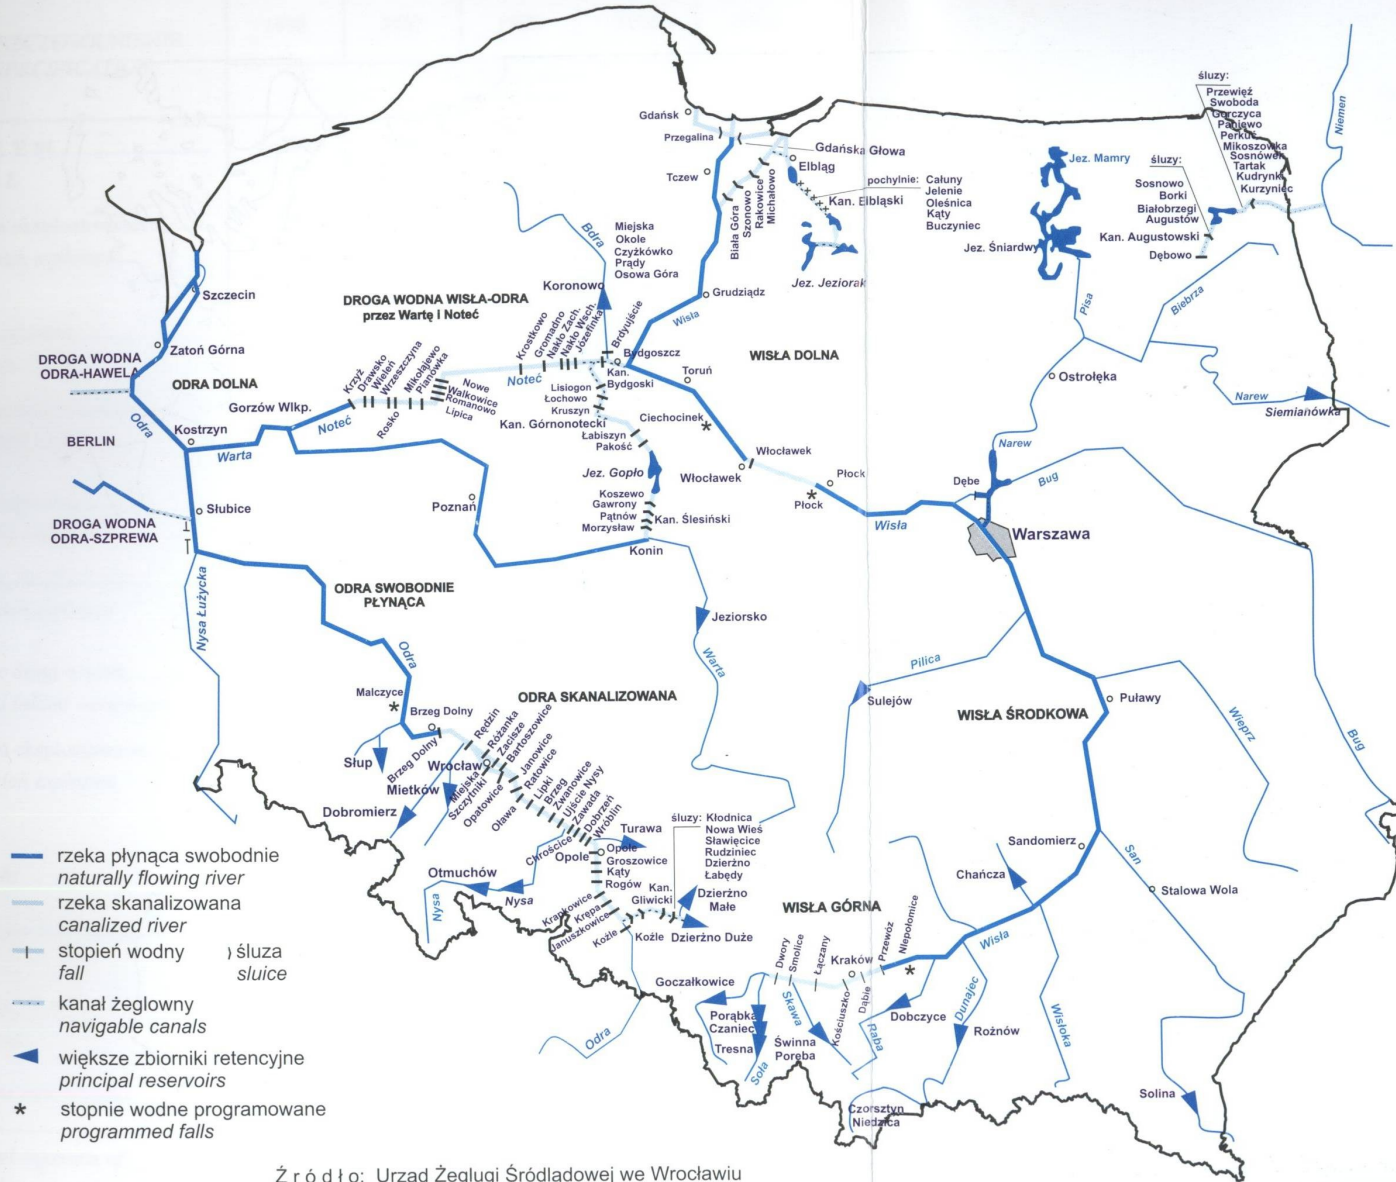 śluzy:
Przewięź
Swoboda
Gorczyca
Paniewo
Perkuć
Mikoszówka
Sosnówek
Tartak
Kudrynki
Kurzyniec
Niemen
Gdańsk
Przegalina
Gdańska Głowa
Elbląg
Tczew
Kan. Elbląski
pochylnie:
Całuny
Jelenie
Oleśnica
Kąty
Buczyniec
Biała Góra
Szonowo
Rakowice
Michałowo
Jez. Jeziorak
Jez. Mamry
Jez. Śniardwy
śluzy:
Sosnowo
Borki
Białobrzegi
Augustów
Kan. Augustowski
Dębowo
Pisa
Biebrza
Bdra
Miejska
Okole
Czyżkówko
Prądy
Osowa Góra
Koronowo
Szczecin
DROGA WODNA WISŁA-ODRA
przez Wartę i Noteć
Grudziądz
Wisła
Zatoń Górna
DROGA WODNA
ODRA-HAWELA
ODRA DOLNA
Krostkowo
Gromadno
Nakło Zach.
Nakło Wsch.
Józefinka
Brdyujście
Bydgoszcz
Kan.
Bydgoski
WISŁA DOLNA
Toruń
Ostrołęka
Narew
Siemianówka
Krzyż
Drawsko
Wieleń
Wrzeszczyna
Mikołajewo
Pianówka
Rosko
Nowe
Walkowice
Romanowo
Lipica
Noteć
Lisiogon
Łochowo
Kruszyn
Kan. Górnonotecki
Ciechocinek
Gorzów Wlkp.
Noteć
Odra
Kostrzyn
BERLIN
Warta
Łabiszyn
Pakość
Włocławek
Włocławek
Narew
Bug
Jez. Gopło
Płock
Płock
Dębe
Słubice
Poznań
Koszewo
Gawrony
Pątnów
Morzysław
Kan. Ślesiński
DROGA WODNA
ODRA-SZPREWA
Wisła
Warszawa
Konin
ODRA SWOBODNIE
PŁYNĄCA
Nysa Łużycka
Jeziorsko
Warta
Odra
Pilica
Sulejów
Malczyce
Brzeg Dolny
ODRA SKANALIZOWANA
WISŁA ŚRODKOWA
Puławy
Wieprz
Bug
Słup
Brzeg Dolny
Rędzin
Różanka
Zacisze
Bartoszowice
Janowice
Ratowice
Lipki
Brzeg
Zwanowice
Ujście Nysy
Zawada
Dobrzeń
Wróblin
Wrocław
Mietków
Miejska
Szczytniki
Opatowice
Oława
Dobromierz
Chrościce
Turawa
Opole
Opole
Groszowice
Kąty
Rogów
śluzy:
Kłodnica
Nowa Wieś
Sławięcice
Rudziniec
Dzierżno
Łabędy
Sandomierz
San
Chańcza
Stalowa Wola
Otmuchów
Nysa
Nysa
Krapkowice
Krępa
Januszkowice
Koźle
Koźle
Kan.
Gliwicki
Dzierżno
Małe
Dzierżno Duże
WISŁA GÓRNA
Dwory
Smolice
Łączany
Kraków
Przewóz
Niepołomice
Wisła
Goczałkowice
Kościuszko
Dąbie
Porąbka
Czaniec
Tresna
Skawa
Świnna
Poręba
Raba
Dobczyce
Dunajec
Rożnów
Wisłoka
Soła
Odra
Czorsztyn
Niedzica
Solina
rzeka płynąca swobodnie
naturally flowing river
rzeka skanalizowana
canalized river
stopień wodny
fall
śluza
sluice
kanał żeglowny
navigable canals
większe zbiorniki retencyjne
principal reservoirs
* stopnie wodne programowane
programmed falls
Źródło: Urząd Żeglugi Śródlądowej we Wrocławiu